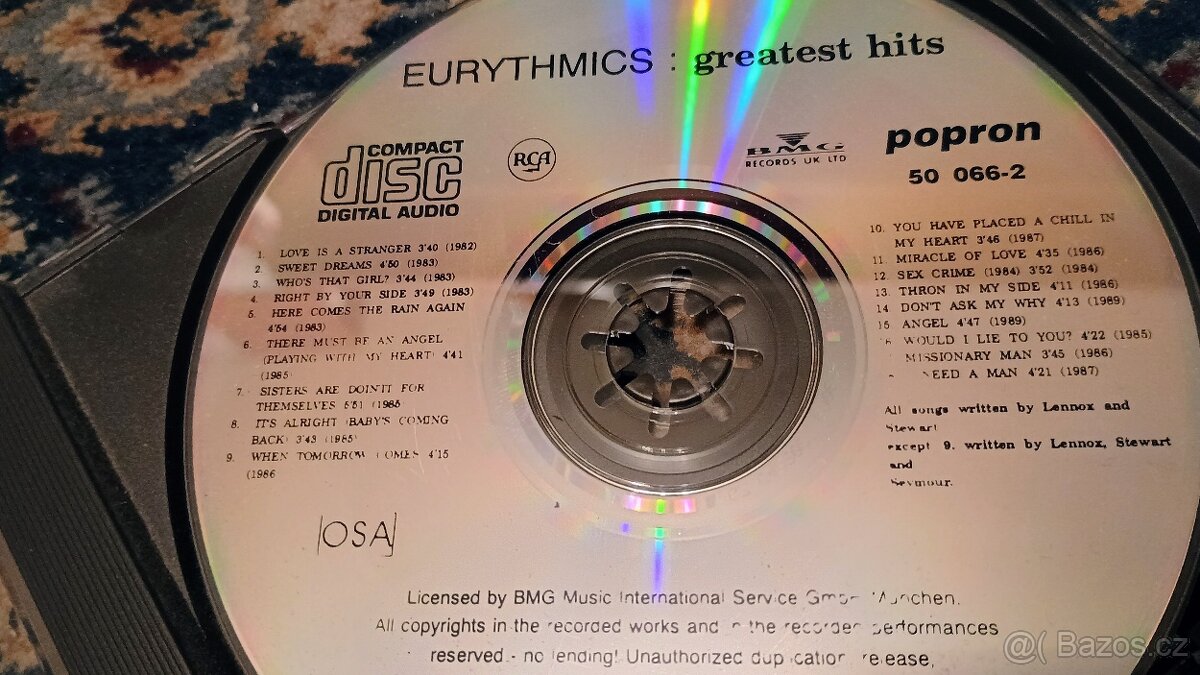 EURYTHMICS : greatest hits
COMPACT
disc
DIGITAL AUDIO
RCA
BMG
RECORDS UK LTD
popron
50 066-2
1. LOVE IS A STRANGER 3'40 (1982)
2. SWEET DREAMS 4'50 (1983)
3. WHO'S THAT GIRL? 3'44 (1983)
4. RIGHT BY YOUR SIDE 3'49 (1983)
5. HERE COMES THE RAIN AGAIN
4'54 (1983)
6. THERE MUST BE AN ANGEL
(PLAYING WITH MY HEART) 4'41
(1985)
7. SISTERS ARE DOIN'IT FOR
THEMSELVES 5'51 (1985
8. IT'S ALRIGHT (BABY'S COMING
BACK) 3'43 (1985)
9. WHEN TOMORROW COMES 4'15
(1986
10. YOU HAVE PLACED A CHILL IN
MY HEART 3'46 (1987)
11. MIRACLE OF LOVE 4'35 (1986)
12. SEX CRIME (1984) 3'52 (1984)
13. THRON IN MY SIDE 4'11 (1986)
14. DON'T ASK MY WHY 4'13 (1989)
15. ANGEL 4'47 (1989)
WOULD I LIE TO YOU? 4'22 (1985)
MISSIONARY MAN 3'45 (1986)
NEED A MAN 4'21 (1987)
All songs written by Lennox and
Stewart
except 9. written by Lennox, Stewart
and
Seymour.
OSA
Licensed by BMG Music International Service GmbH München.
All copyrights in the recorded works and in the recorded performances
reserved.- no lending! Unauthorized duplication, release,
@( Bazos.cz